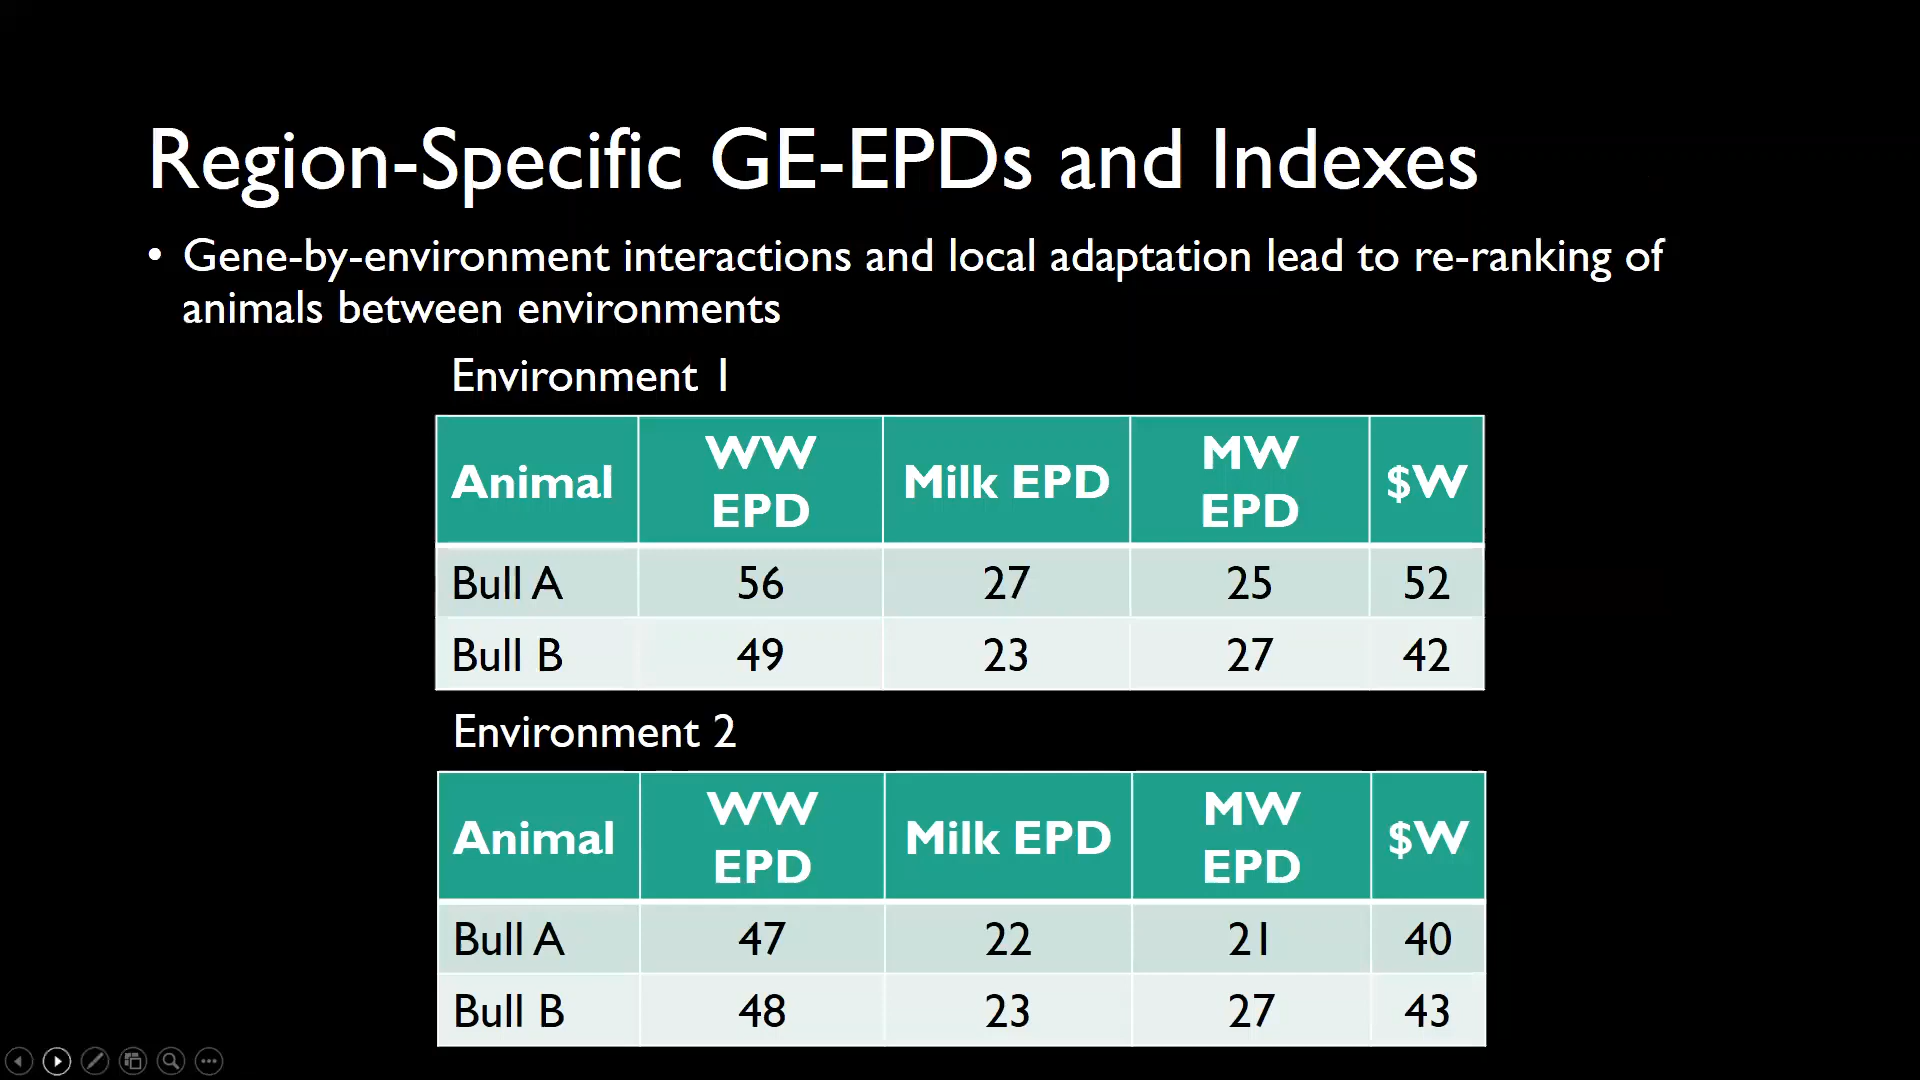 Region-Specific GE-EPDs and Indexes
• Gene-by-environment interactions and local adaptation lead to re-ranking of
animals between environments
Environment 1
Animal WW EPD Milk EPD MW EPD $W
Bull A 56 27 25 52
Bull B 49 23 27 42
Environment 2
Animal WW EPD Milk EPD MW EPD $W
Bull A 47 22 21 40
Bull B 48 23 27 43